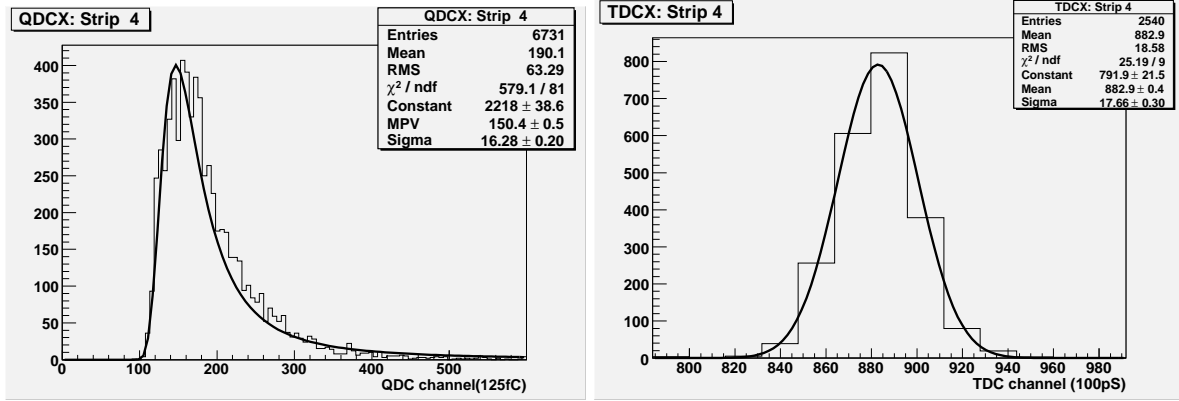 QDCX: Strip  4
QDCX: Strip  4
Entries 6731
Mean 190.1
RMS 63.29
χ² / ndf 579.1 / 81
Constant 2218 ± 38.6
MPV 150.4 ± 0.5
Sigma 16.28 ± 0.20
400
350
300
250
200
150
100
50
0
0 100 200 300 400 500
QDC channel(125fC)
TDCX: Strip 4
TDCX: Strip 4
Entries 2540
Mean 882.9
RMS 18.58
χ² / ndf 25.19 / 9
Constant 791.9 ± 21.5
Mean 882.9 ± 0.4
Sigma 17.66 ± 0.30
800
700
600
500
400
300
200
100
0
800 820 840 860 880 900 920 940 960 980
TDC channel (100pS)